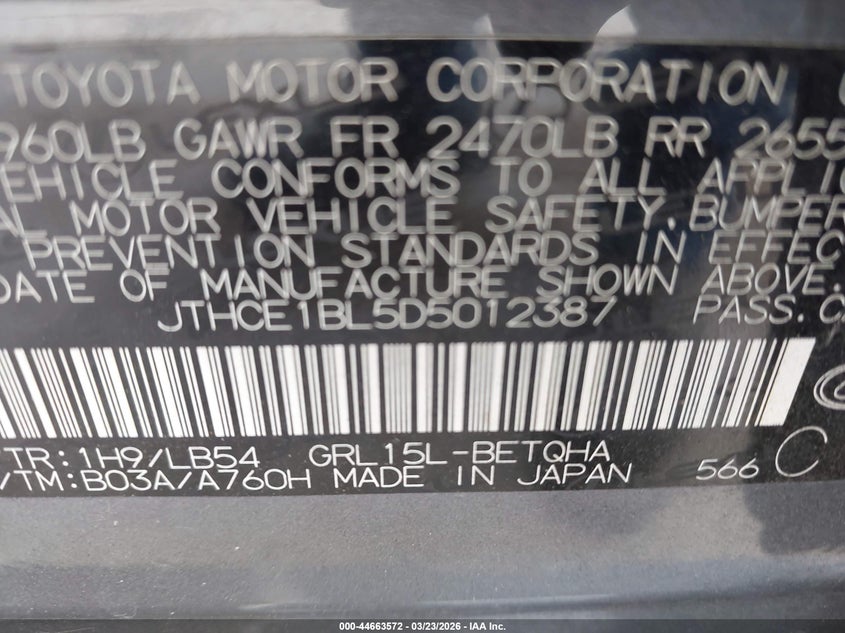 TOYOTA MOTOR CORPORATION
960LB GAWR FR 2470LB RR 2655
EHICLE CONFORMS TO ALL APPLIC
AL MOTOR VEHICLE SAFETY, BUMPER
PREVENTION STANDARDS IN EFFEC
DATE OF MANUFACTURE SHOWN ABOVE.
JTHCE1BL5D5012387 PASS.C
TR:1H9/LB54 GRL15L-BETQHA 566 C
/TM:B03A/A760H MADE IN JAPAN
000-44663572 | 03/23/2026 | IAA Inc.